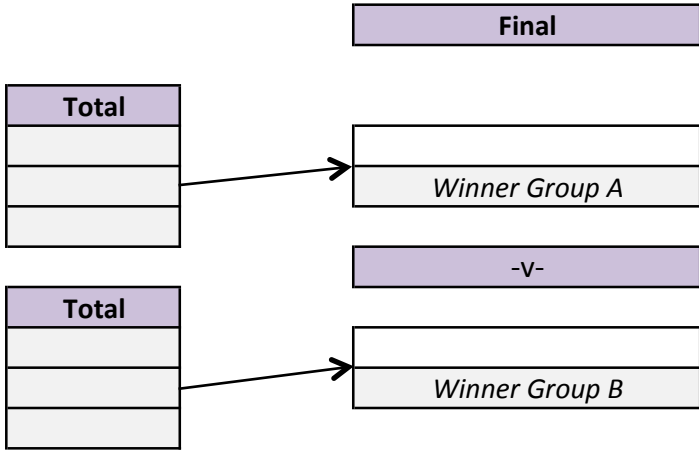 Final
Total
Winner Group A
-v-
Total
Winner Group B